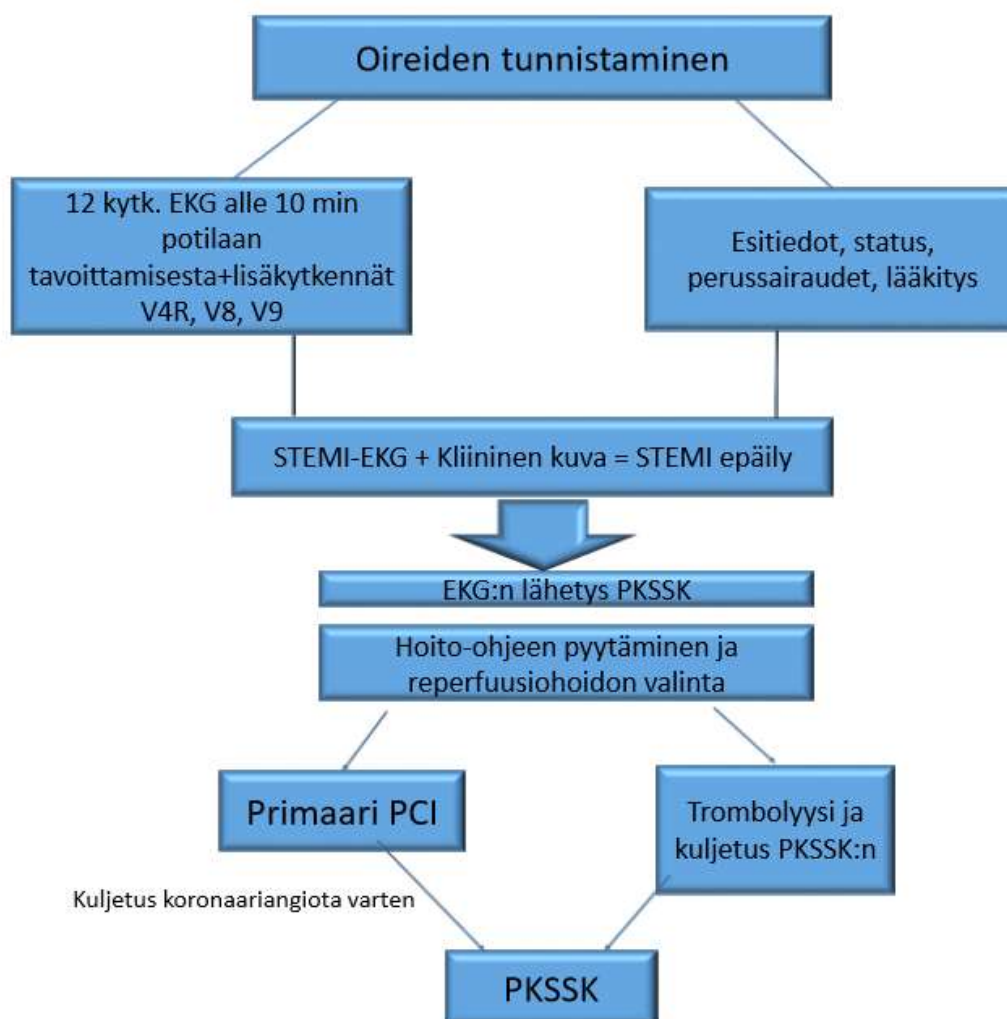 Oireiden tunnistaminen
12 kytk. EKG alle 10 min
potilaan
tavoittamisesta+lisäkytkennät
V4R, V8, V9
Esitiedot, status,
perussairaudet, lääkitys
STEMI-EKG + Kliininen kuva = STEMI epäily
EKG:n lähetys PKSSK
Hoito-ohjeen pyytäminen ja
reperfuusiohoidon valinta
Primaari PCI
Trombolyysi ja
kuljetus PKSSK:n
Kuljetus koronaariangiota varten
PKSSK